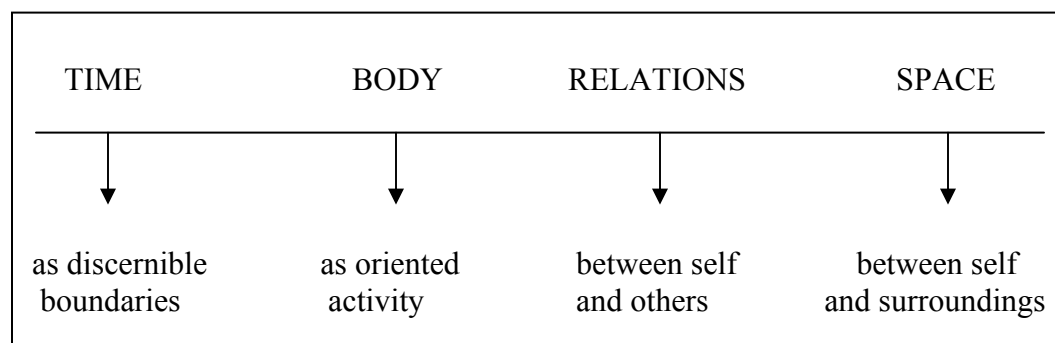 TIME BODY RELATIONS SPACE
as discernible boundaries
as oriented activity
between self and others
between self and surroundings